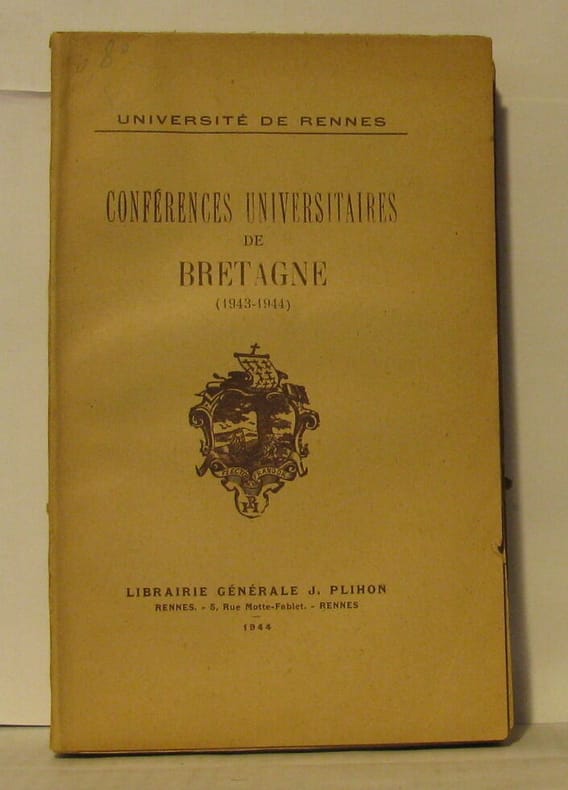 UNIVERSITÉ DE RENNES
CONFÉRENCES UNIVERSITAIRES
DE
BRETAGNE
(1943-1944)
LIBRAIRIE GÉNÉRALE J. PLIHON
RENNES. - 5, Rue Motte-Fablet. - RENNES
1944